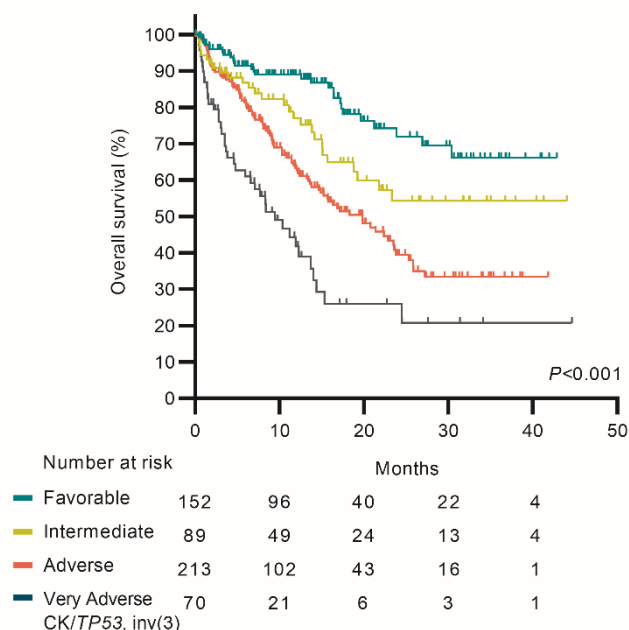 Overall survival (%)
100
90
80
70
60
50
40
30
20
10
0
P<0.001
0 10 20 30 40 50
Number at risk Months
Favorable 152 96 40 22 4
Intermediate 89 49 24 13 4
Adverse 213 102 43 16 1
Very Adverse 70 21 6 3 1
CK/TP53, inv(3)